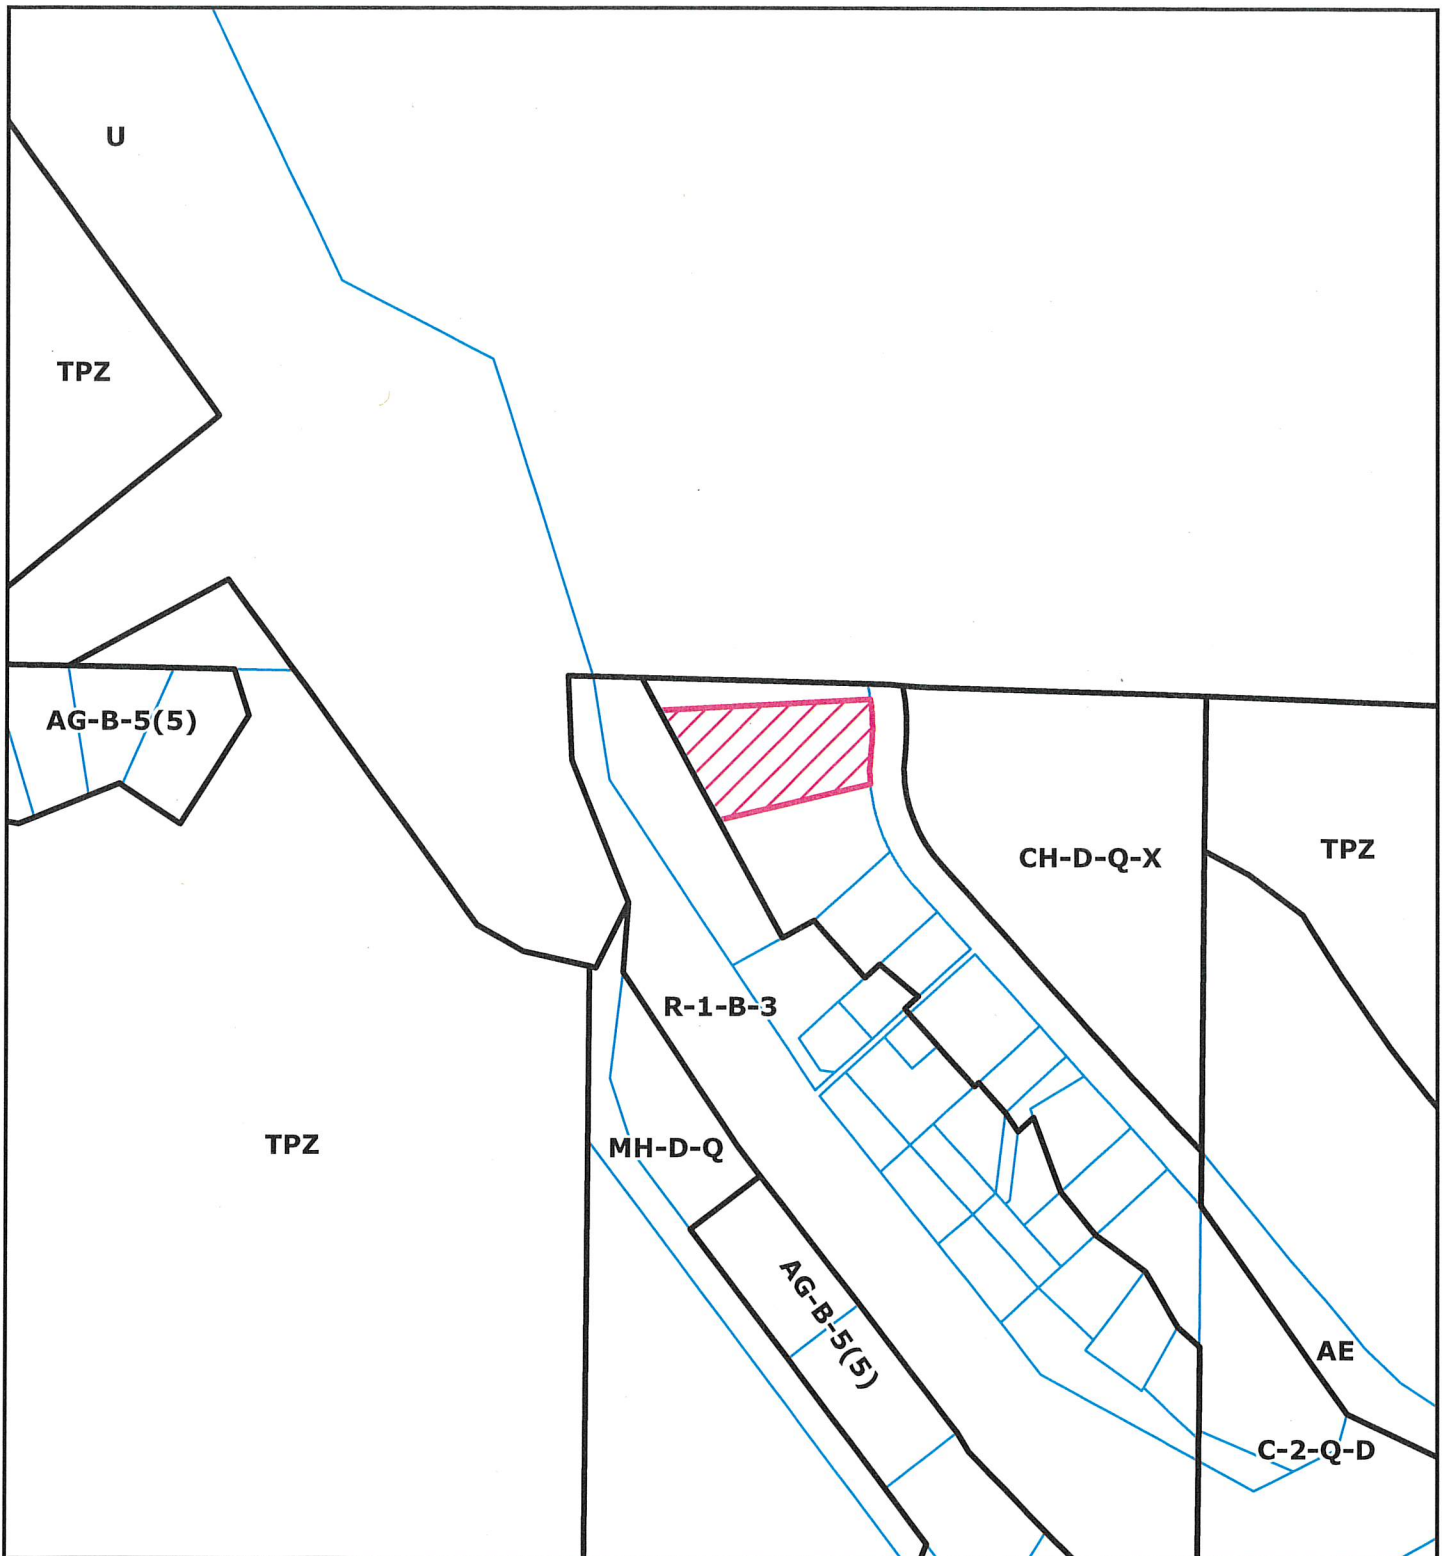 U
TPZ
AG-B-5(5)
CH-D-Q-X
TPZ
R-1-B-3
TPZ
MH-D-Q
AG-B-5(5)
AE
C-2-Q-D